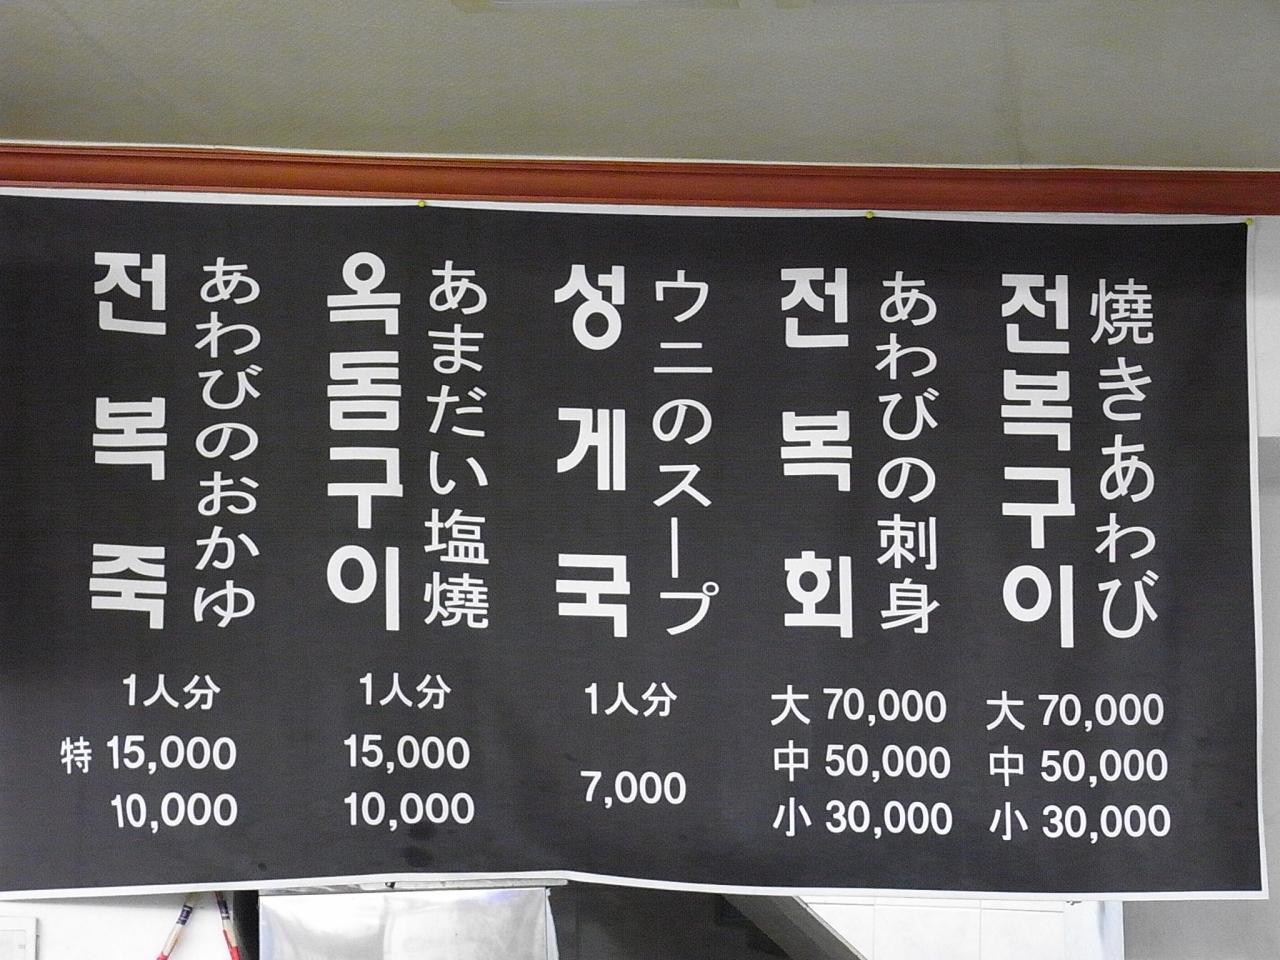 전복죽
あわびのおかゆ
1人分
特 15,000
10,000
옥돔구이
あまだい塩焼
1人分
15,000
10,000
성게국
ウニのスープ
1人分
7,000
전복회
あわびの刺身
大 70,000
中 50,000
小 30,000
전복구이
焼きあわび
大 70,000
中 50,000
小 30,000